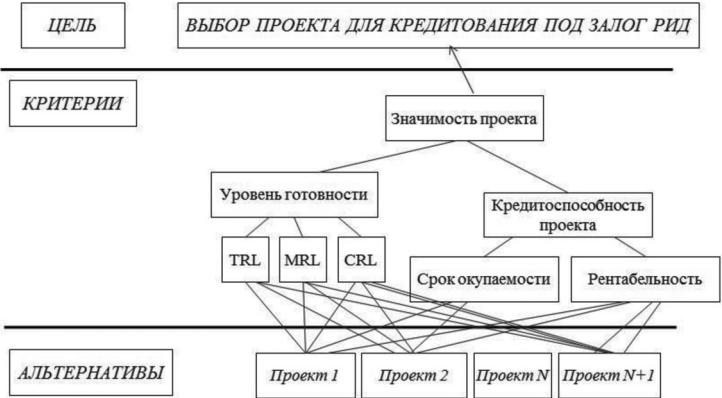 ЦЕЛЬ
ВЫБОР ПРОЕКТА ДЛЯ КРЕДИТОВАНИЯ ПОД ЗАЛОГ РИД
КРИТЕРИИ
Значимость проекта
Уровень готовности
Кредитоспособность
проекта
TRL
MRL
CRL
Срок окупаемости
Рентабельность
АЛЬТЕРНАТИВЫ
Проект 1
Проект 2
Проект N
Проект N+1